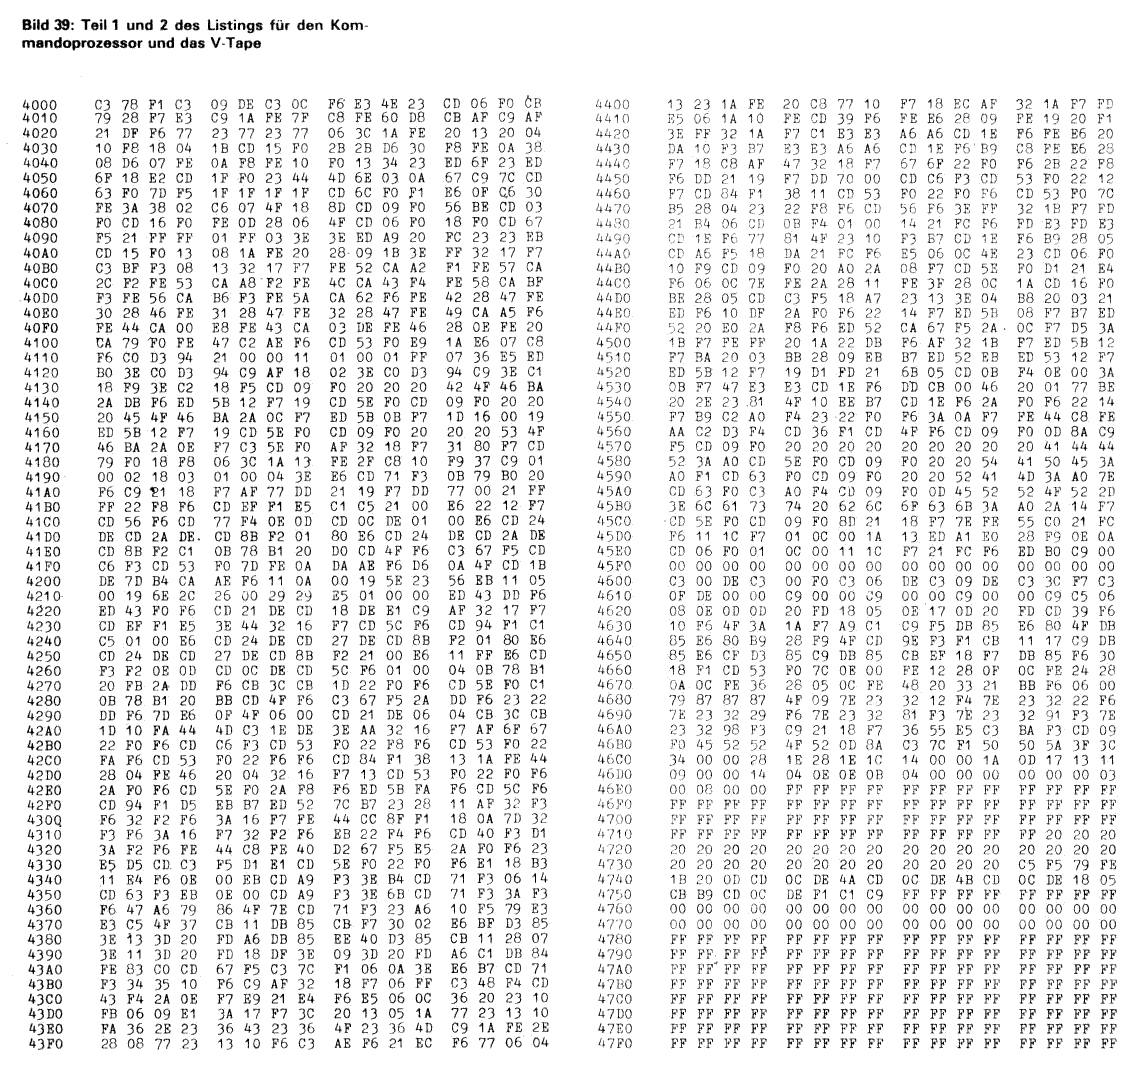 Bild 39: Teil 1 und 2 des Listings für den Kom-
mandoprozessor und das V-Tape
4000 C3 78 F1 C3 09 DE C3 0C F6 E3 4E 23 CD 06 F0 CB
4010 79 28 F7 E3 C9 1A FE 7F C8 FE 60 D8 CB AF C9 AF
4020 21 DF F6 77 23 77 23 77 06 3C 1A FE 20 13 20 04
4030 10 F8 18 04 1B CD 15 F0 2B 2B D6 30 F8 FE 0A 38
4040 08 D6 07 FE 0A F8 FE 10 F0 13 34 23 ED 6F 23 ED
4050 6F 18 E2 CD 1F F0 23 44 4D 6E 03 0A 67 C9 7C CD
4060 63 F0 7D F5 1F 1F 1F 1F CD 6C F0 F1 E6 0F C6 30
4070 FE 3A 38 02 C6 07 4F 18 8D CD 09 F0 56 BE CD 03
4080 F0 CD 16 F0 FE 0D 28 06 4F CD 06 F0 18 F0 CD 67
4090 F5 21 FF FF 01 FF 03 3E 3E ED A9 20 FC 23 23 EB
40A0 CD 15 F0 13 08 1A FE 20 28 09 1B 3E FF 32 17 F7
40B0 C3 BF F3 08 13 32 17 F7 FE 52 CA A2 F1 FE 57 CA
40C0 2C F2 FE 53 CA A8 F2 FE 4C CA 43 F4 FE 58 CA BF
40D0 F3 FE 56 CA B6 F3 FE 5A CA 62 F6 FE 42 28 47 FE
40E0 30 28 46 FE 31 28 47 FE 32 28 47 FE 49 CA A5 F6
40F0 FE 44 CA 00 E8 FE 43 CA 03 DE FE 46 28 0E FE 20
4100 CA 79 F0 FE 47 C2 AE F6 CD 53 F0 E9 1A E6 07 C8
4110 F6 C0 D3 94 21 00 00 11 01 00 01 FF 07 36 E5 ED
4120 B0 3E C0 D3 94 C9 AF 18 02 3E C0 D3 94 C9 3E C1
4130 18 F9 3E C2 18 F5 CD 09 F0 20 20 20 42 4F 46 BA
4140 2A DB F6 ED 5B 12 F7 19 CD 5E F0 CD 09 F0 20 20
4150 20 45 4F 46 BA 2A 0C F7 ED 5B 0B F7 1D 16 00 19
4160 ED 5B 12 F7 19 CD 5E F0 CD 09 F0 20 20 20 53 4F
4170 46 BA 2A 0E F7 C3 5E F0 AF 32 18 F7 31 80 F7 CD
4180 79 F0 18 F8 06 3C 1A 13 FE 2F C8 10 F9 37 C9 01
4190 00 02 18 03 01 00 04 3E E6 CD 71 F3 0B 79 B0 20
41A0 F6 C9 21 18 F7 AF 77 DD 21 19 F7 DD 77 00 21 FF
41B0 FF 22 F8 F6 CD EF F1 E5 C1 C5 21 00 E6 22 12 F7
41C0 CD 56 F6 CD 77 F4 0E 0D CD 0C DE 01 00 E6 CD 24
41D0 DE CD 2A DE CD 8B F2 01 80 E6 CD 24 DE CD 2A DE
41E0 CD 8B F2 C1 0B 78 B1 20 D0 CD 4F F6 C3 67 F5 CD
41F0 C6 F3 CD 53 F0 7D FE 0A DA AE F6 D6 0A 4F CD 1B
4200 DE 7D B4 CA AE F6 11 0A 00 19 5E 23 56 EB 11 05
4210 00 19 6E 2C 26 00 29 29 E5 01 00 00 ED 43 DD F6
4220 ED 43 F0 F6 CD 21 DE CD 18 DE E1 C9 AF 32 17 F7
4230 CD EF F1 E5 3E 44 32 16 F7 CD 5C F6 CD 94 F1 C1
4240 C5 01 00 E6 CD 24 DE CD 27 DE CD 8B F2 01 80 E6
4250 CD 24 DE CD 27 DE CD 8B F2 21 00 E6 11 FF E6 CD
4260 F3 F2 0E 0D CD 0C DE CD 5C F6 01 00 04 0B 78 B1
4270 20 FB 2A DD F6 CB 3C CB 1D 22 F0 F6 CD 5E F0 C1
4280 0B 78 B1 20 BB CD 4F F6 C3 67 F5 2A DD F6 23 22
4290 DD F6 7D E6 0F 4F 06 00 CD 21 DE 06 04 CB 3C CB
42A0 1D 10 FA 44 4D C3 1E DE 3E AA 32 16 F7 AF 6F 67
42B0 22 F0 F6 CD C6 F3 CD 53 F0 22 F8 F6 CD 53 F0 22
42C0 FA F6 CD 53 F0 22 F6 F6 CD 84 F1 38 13 1A FE 44
42D0 28 04 FE 46 20 04 32 16 F7 13 CD 53 F0 22 F0 F6
42E0 2A F0 F6 CD 5E F0 2A F8 F6 ED 5B FA F6 CD 5C F6
42F0 CD 94 F1 D5 EB B7 ED 52 7C B7 23 28 11 AF 32 F3
4300 F6 32 F2 F6 3A 16 F7 FE 44 CC 8F F1 18 0A 7D 32
4310 F3 F6 3A 16 F7 32 F2 F6 EB 22 F4 F6 CD 40 F3 D1
4320 3A F2 F6 FE 44 C8 FE 40 D2 67 F5 E5 2A F0 F6 23
4330 E5 D5 CD C3 F5 D1 E1 CD 5E F0 22 F0 F6 E1 18 B3
4340 11 E4 F6 0E 00 EB CD A9 F3 3E B4 CD 71 F3 06 14
4350 CD 63 F3 EB 0E 00 CD A9 F3 3E 6B CD 71 F3 3A F3
4360 F6 47 A6 79 86 4F 7E CD 71 F3 23 A6 10 F5 79 E3
4370 E3 C5 4F 37 CB 11 DB 85 CB F7 30 02 E6 BF D3 85
4380 3E 13 3D 20 FD A6 DB 85 EE 40 D3 85 CB 11 28 07
4390 3E 11 3D 20 FD 18 DF 3E 09 3D 20 FD A6 C1 DB 84
43A0 FE 83 C0 CD 67 F5 C3 7C F1 06 0A 3E E6 B7 CD 71
43B0 F3 34 35 10 F6 C9 AF 32 18 F7 06 FF C3 48 F4 CD
43C0 43 F4 2A 0E F7 E9 21 E4 F6 E5 06 0C 36 20 23 10
43D0 FB 06 09 E1 3A 17 F7 3C 20 13 05 1A 77 23 13 10
43E0 FA 36 2E 23 36 43 23 36 4F 23 36 4D C9 1A FE 2E
43F0 28 08 77 23 13 10 F6 C3 AE F6 21 EC F6 77 06 04
4400 13 23 1A FE 20 C8 77 10 F7 18 EC AF 32 1A F7 FD
4410 E5 06 1A 10 FE CD 39 F6 FE E6 28 09 FE 19 20 F1
4420 3E FF 32 1A F7 C1 E3 E3 A6 A6 CD 1E F6 FE E6 20
4430 DA 10 F3 B7 E3 E3 A6 A6 CD 1E F6 B9 C8 FE E6 28
4440 F7 18 C8 AF 47 32 18 F7 67 6F 22 F0 F6 2B 22 F8
4450 F6 DD 21 19 F7 DD 70 00 CD C6 F3 CD 53 F0 22 12
4460 F7 CD 84 F1 38 11 CD 53 F0 22 F0 F6 CD 53 F0 7C
4470 B5 28 04 23 22 F8 F6 CD 56 F6 3E FF 32 1B F7 FD
4480 21 B4 06 CD 0B F4 01 00 14 21 FC F6 FD E3 FD E3
4490 CD 1E F6 77 81 4F 23 10 F3 B7 CD 1E F6 B9 28 05
44A0 CD A6 F5 18 DA 21 FC F6 E5 06 0C 4E 23 CD 06 F0
44B0 10 F9 CD 09 F0 20 A0 2A 08 F7 CD 5E F0 D1 21 E4
44C0 F6 06 0C 7E FE 2A 28 11 FE 3F 28 0C 1A CD 16 F0
44D0 BE 28 05 CD C3 F5 18 A7 23 13 3E 04 B8 20 03 21
44E0 ED F6 10 DF 2A F0 F6 22 14 F7 ED 5B 08 F7 B7 ED
44F0 52 20 E0 2A F8 F6 ED 52 CA 67 F5 2A 0C F7 D5 3A
4500 1B F7 FE FF 20 1A 22 DB F6 AF 32 1B F7 ED 5B 12
4510 F7 BA 20 03 BB 28 09 EB B7 ED 52 EB ED 53 12 F7
4520 ED 5B 12 F7 19 D1 FD 21 6B 05 CD 0B F4 0E 00 3A
4530 0B F7 47 E3 E3 CD 1E F6 DD CB 00 46 20 01 77 BE
4540 20 2E 23 81 4F 10 EE B7 CD 1E F6 2A F0 F6 22 14
4550 F7 B9 C2 A0 F4 23 22 F0 F6 3A 0A F7 FE 44 C8 FE
4560 AA C2 D3 F4 CD 36 F1 CD 4F F6 CD 09 F0 0D 8A C9
4570 F5 CD 09 F0 20 20 20 20 20 20 20 20 20 41 44 44
4580 52 3A A0 CD 5E F0 CD 09 F0 20 20 54 41 50 45 3A
4590 A0 F1 CD 63 F0 CD 09 F0 20 20 52 41 4D 3A A0 7E
45A0 CD 63 F0 C3 A0 F4 CD 09 F0 0D 45 52 52 4F 52 2D
45B0 3E 6C 61 73 74 20 62 6C 6F 63 6B 3A A0 2A 14 F7
45C0 CD 5E F0 CD 09 F0 8D 21 18 F7 7E FE 55 C0 21 FC
45D0 F6 11 1C F7 01 0C 00 1A 13 ED A1 E0 28 F9 0E 0A
45E0 CD 06 F0 01 0C 00 11 1C F7 21 FC F6 ED B0 C9 00
45F0 00 00 00 00 00 00 00 00 00 00 00 00 00 00 00 00
4600 C3 00 DE C3 00 F0 C3 06 DE C3 09 DE C3 3C F7 C3
4610 0F DE 00 00 C9 00 00 C9 00 00 C9 00 00 C9 C5 06
4620 08 0E 0D 0D 20 FD 18 05 0E 17 0D 20 FD CD 39 F6
4630 10 F6 4F 3A 1A F7 A9 C1 C9 F5 DB 85 E6 80 4F DB
4640 85 E6 80 B9 28 F9 4F CD 9E F3 F1 CB 11 17 C9 DB
4650 85 E6 CF D3 85 C9 DB 85 CB EF 18 F7 DB 85 F6 30
4660 18 F1 CD 53 F0 7C 0E 00 FE 12 28 0F 0C FE 24 28
4670 0A 0C FE 36 28 05 0C FE 48 20 33 21 BB F6 06 00
4680 79 87 87 87 4F 09 7E 23 32 12 F4 7E 23 32 22 F6
4690 7E 23 32 29 F6 7E 23 32 81 F3 7E 23 32 91 F3 7E
46A0 23 32 98 F3 C9 21 18 F7 36 55 E5 C3 BA F3 CD 09
46B0 F0 45 52 52 4F 52 0D 8A C3 7C F1 50 50 5A 3F 3C
46C0 34 00 00 28 1E 28 1E 1C 14 00 00 1A 0D 17 13 11
46D0 09 00 00 14 04 0E 0E 0B 04 00 00 00 00 00 00 03
46E0 00 08 00 00 FF FF FF FF FF FF FF FF FF FF FF FF
46F0 FF FF FF FF FF FF FF FF FF FF FF FF FF FF FF FF
4700 FF FF FF FF FF FF FF FF FF FF FF FF FF FF FF FF
4710 FF FF FF FF FF FF FF FF FF FF FF FF FF 20 20 20
4720 20 20 20 20 20 20 20 20 20 20 20 20 20 20 20 20
4730 20 20 20 20 20 20 20 20 20 20 20 20 C5 F5 79 FE
4740 1B 20 0D CD 0C DE 4A CD 0C DE 4B CD 0C DE 18 05
4750 CB B9 CD 0C DE F1 C1 C9 FF FF FF FF FF FF FF FF
4760 00 00 00 00 00 00 00 00 00 00 00 00 00 00 00 00
4770 00 00 00 00 00 00 00 00 00 00 00 00 00 00 00 00
4780 FF FF FF FF FF FF FF FF FF FF FF FF FF FF FF FF
4790 FF FF FF FF FF FF FF FF FF FF FF FF FF FF FF FF
47A0 FF FF FF FF FF FF FF FF FF FF FF FF FF FF FF FF
47B0 FF FF FF FF FF FF FF FF FF FF FF FF FF FF FF FF
47C0 FF FF FF FF FF FF FF FF FF FF FF FF FF FF FF FF
47D0 FF FF FF FF FF FF FF FF FF FF FF FF FF FF FF FF
47E0 FF FF FF FF FF FF FF FF FF FF FF FF FF FF FF FF
47F0 FF FF FF FF FF FF FF FF FF FF FF FF FF FF FF FF